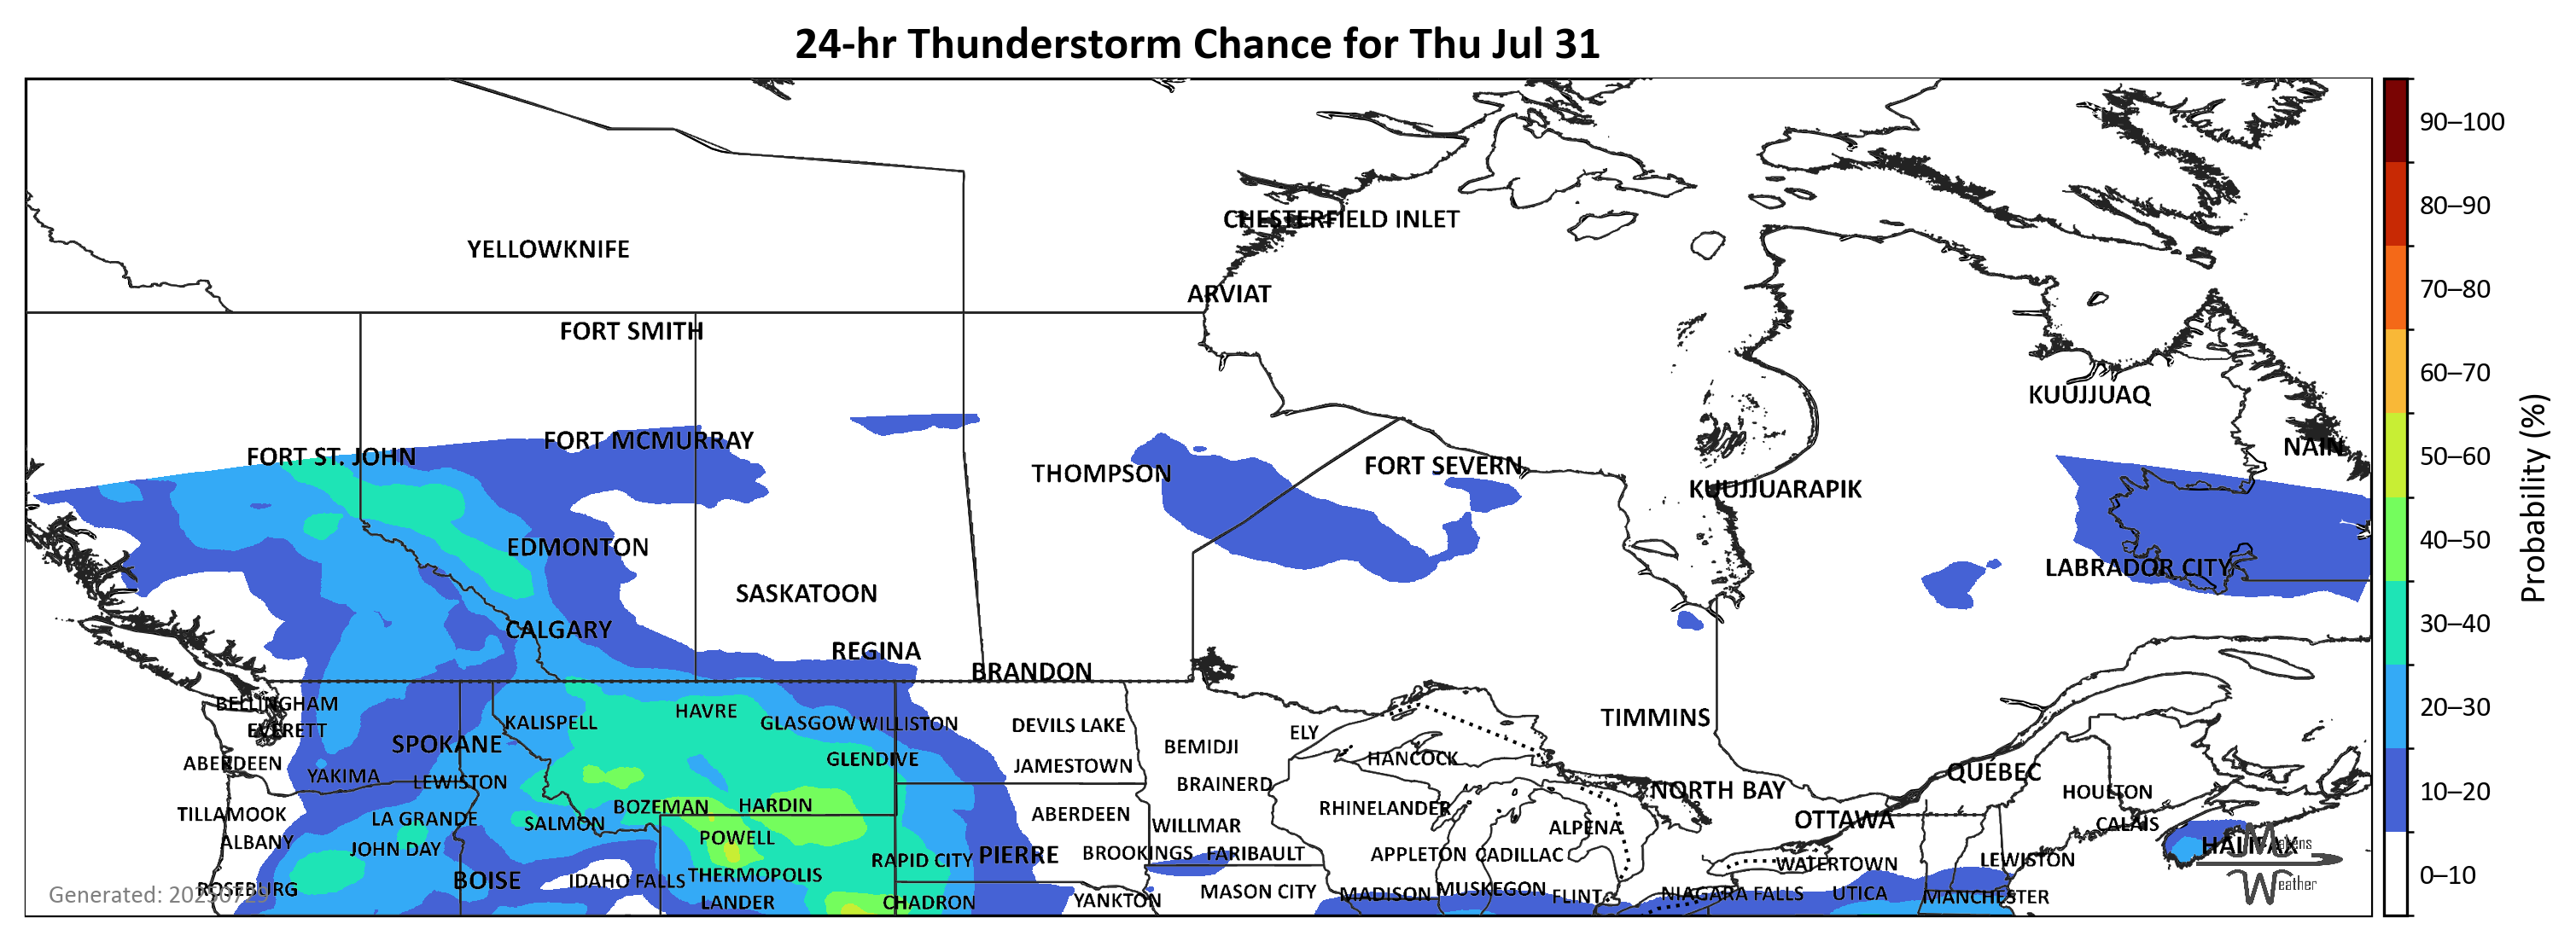 24-hr Thunderstorm Chance for Thu Jul 31
90–100
80–90
70–80
60–70
50–60
40–50
30–40
20–30
10–20
0–10
Probability (%)
CHESTERFIELD INLET
YELLOWKNIFE
ARVIAT
FORT SMITH
KUUJJUAQ
FORT MCMURRAY
NAIN
FORT ST. JOHN
FORT SEVERN
THOMPSON
KUUJJUARAPIK
EDMONTON
LABRADOR CITY
SASKATOON
CALGARY
REGINA
BRANDON
BELLINGHAM
HAVRE
TIMMINS
KALISPELL
GLASGOW
WILLISTON
DEVILS LAKE
EVERETT
ELY
SPOKANE
BEMIDJI
ABERDEEN
GLENDIVE
HANCOCK
JAMESTOWN
QUÉBEC
YAKIMA
LEWISTON
BRAINERD
NORTH BAY
HOULTON
BOZEMAN
HARDIN
RHINELANDER
TILLAMOOK
LA GRANDE
SALMON
ABERDEEN
WILLMAR
ALPENA
OTTAWA
CALAIS
ALBANY
POWELL
JOHN DAY
RAPID CITY
PIERRE
BROOKINGS
FARIBAULT
APPLETON
CADILLAC
WATERTOWN
LEWISTON
HALIFAX
Matens
Weather
BOISE
IDAHO FALLS
THERMOPOLIS
ROSEBURG
MASON CITY
MADISON
MUSKEGON
FLINT
NIAGARA FALLS
UTICA
MANCHESTER
LANDER
CHADRON
YANKTON
Generated: 20250729